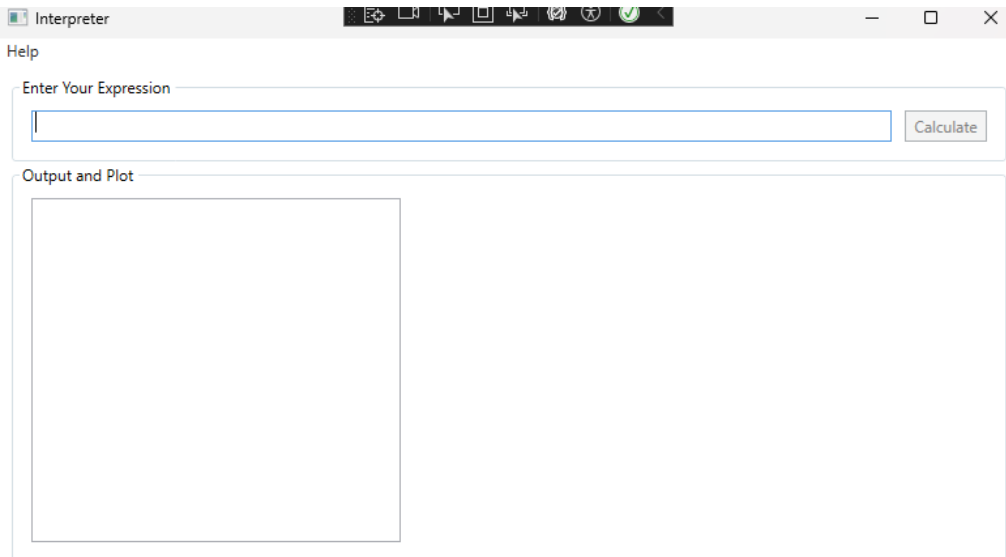 Interpreter
Help
Enter Your Expression
Calculate
Output and Plot